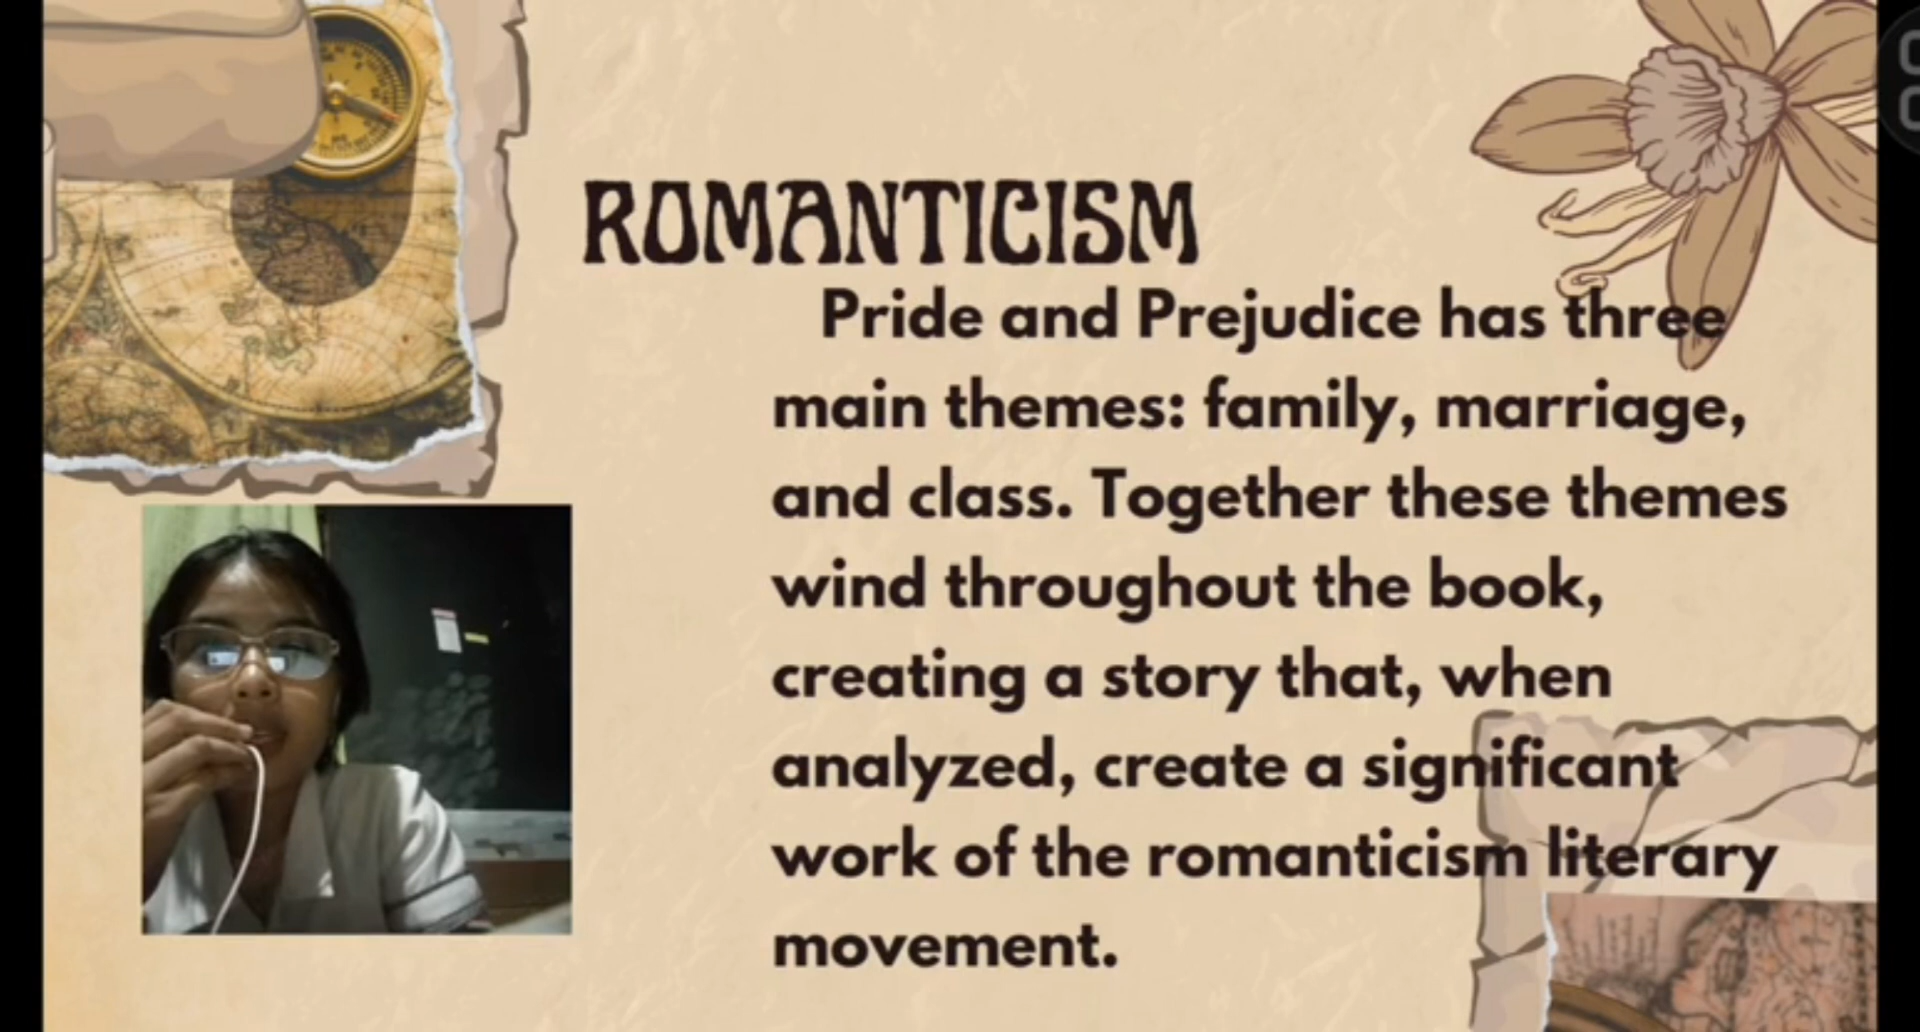 ROMANTICISM
Pride and Prejudice has three
main themes: family, marriage,
and class. Together these themes
wind throughout the book,
creating a story that, when
analyzed, create a significant
work of the romanticism literary
movement.